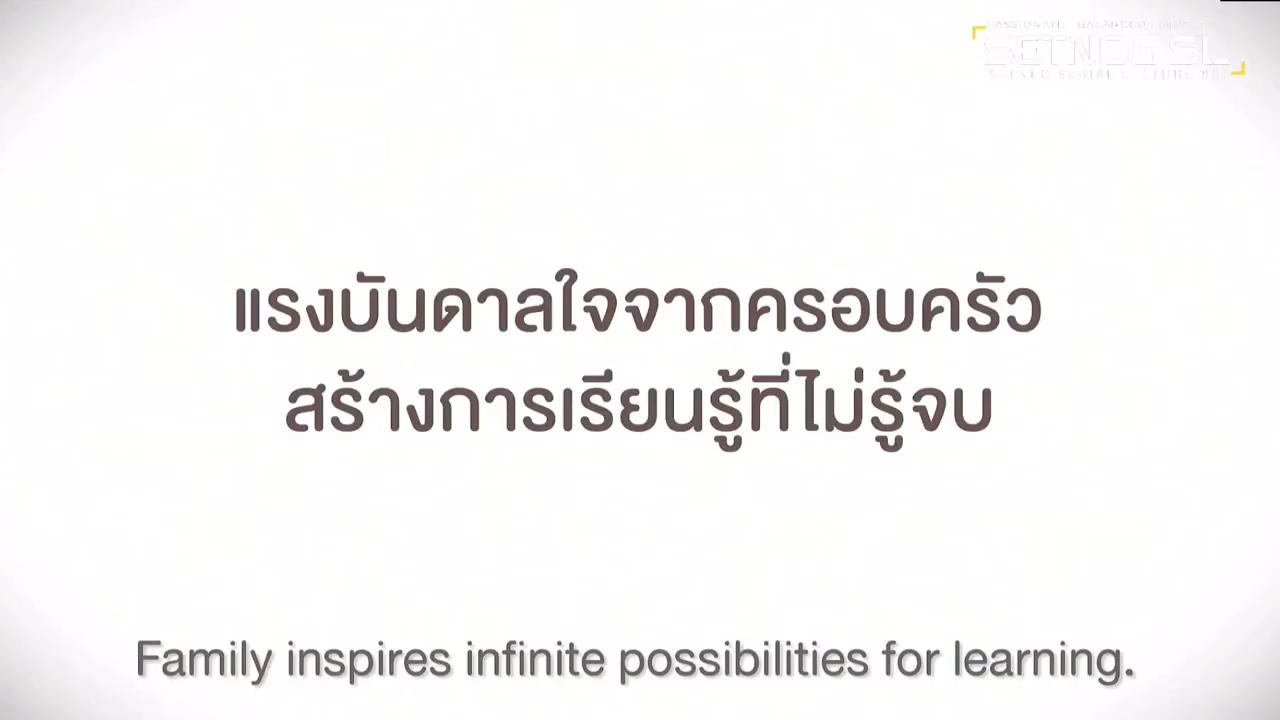 SETNEG SL
แรงบันดาลใจจากครอบครัว
สร้างการเรียนรู้ที่ไม่รู้จบ
Family inspires infinite possibilities for learning.